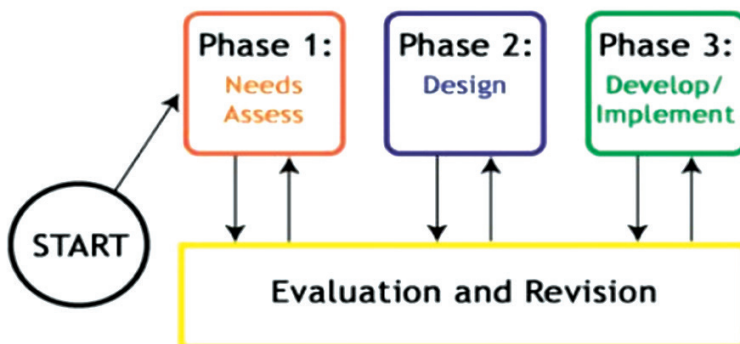 Phase 1:
Needs
Assess
Phase 2:
Design
Phase 3:
Develop/
Implement
START
Evaluation and Revision